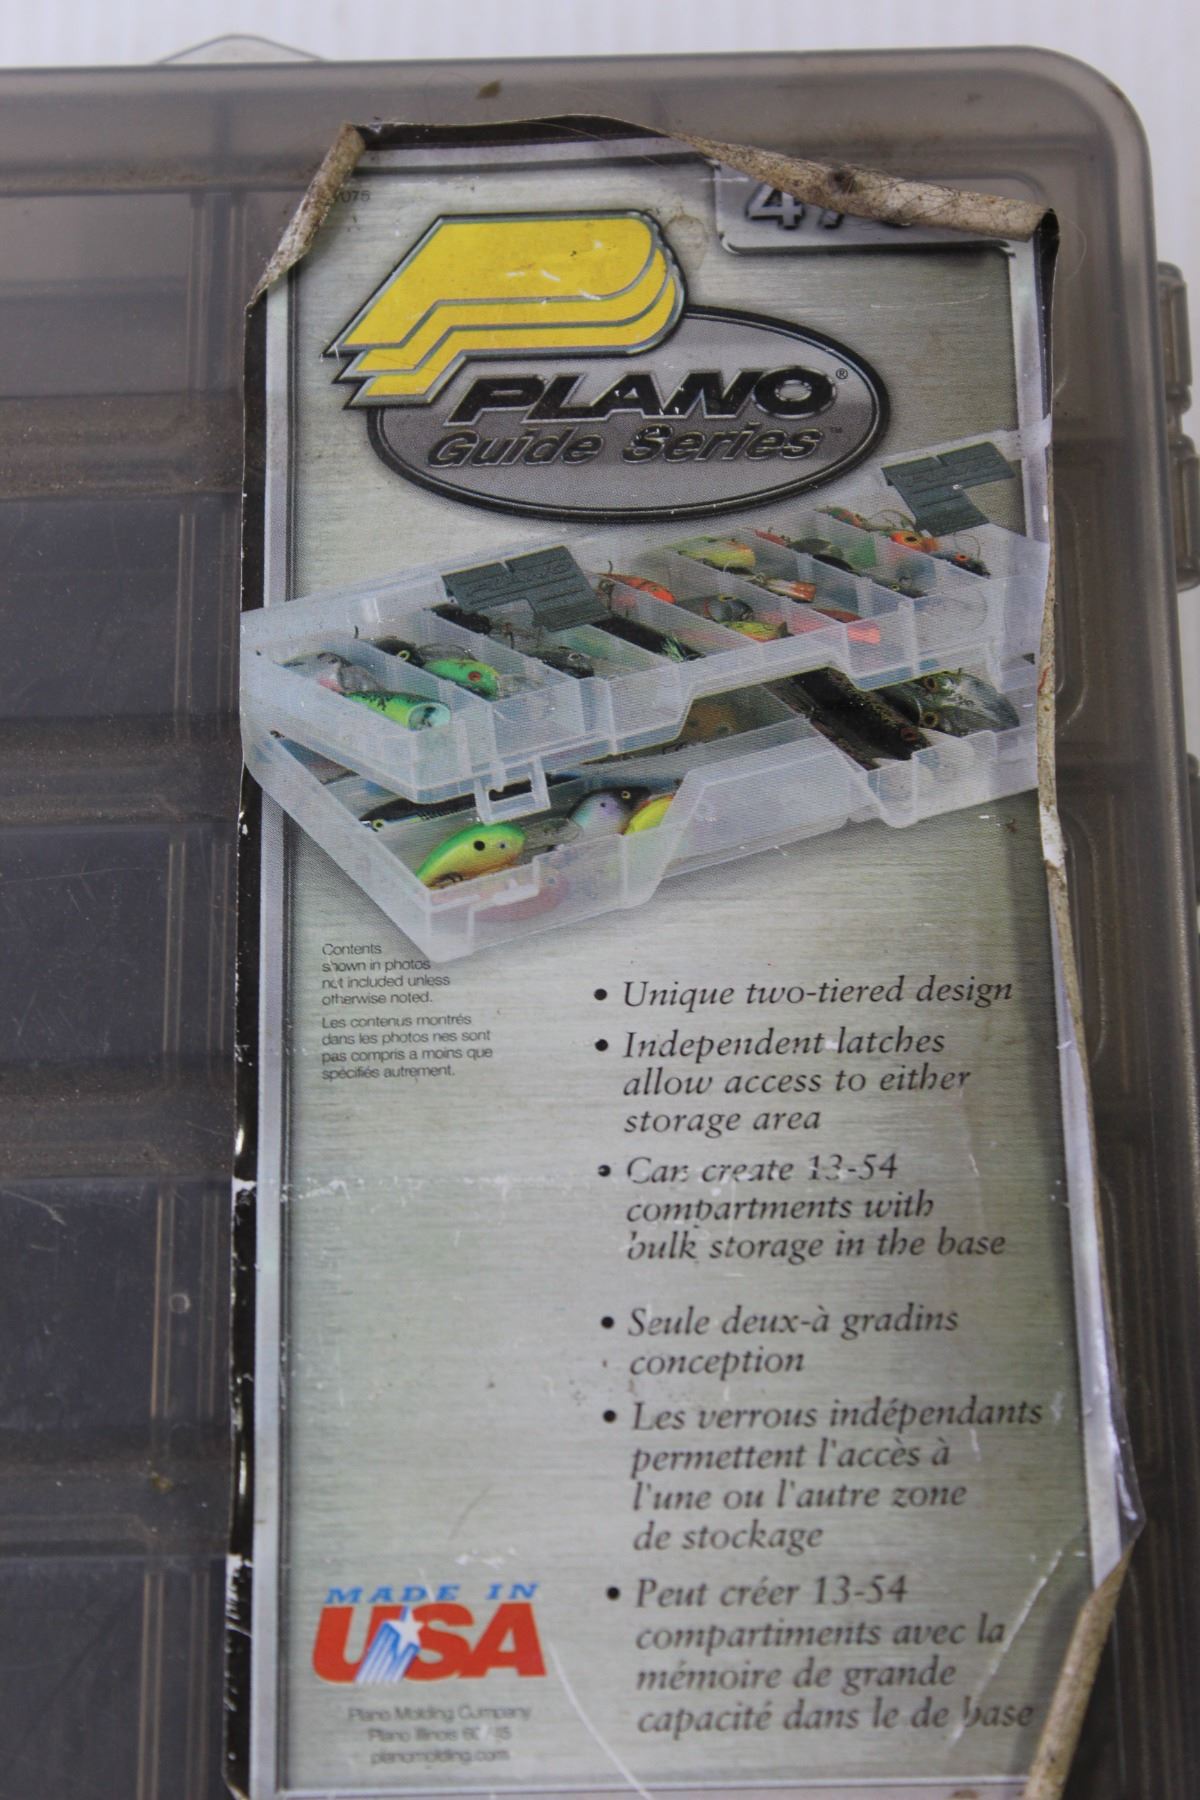 PLANO®
Guide Series™
Contents
shown in photos
not included unless
otherwise noted.
Les contenus montrés
dans les photos nes sont
pas compris a moins que
spécifiés autrement.
• Unique two-tiered design
• Independent latches
allow access to either
storage area
• Can create 13-54
compartments with
bulk storage in the base
• Seule deux-à gradins
conception
• Les verrous indépendants
permettent l'accès à
l'une ou l'autre zone
de stockage
• Peut créer 13-54
compartiments avec la
mémoire de grande
capacité dans le de base
MADE IN
USA
Plano Molding Company
Plano Illinois
planomolding.com